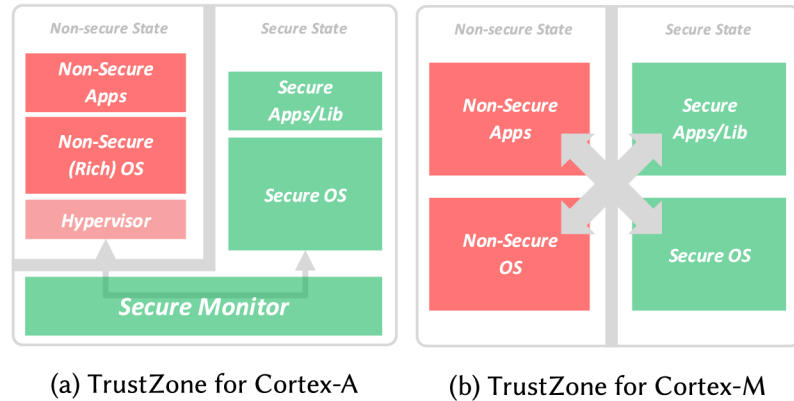 Non-secure State
Secure State
Non-Secure
Apps
Non-Secure
(Rich) OS
Hypervisor
Secure
Apps/Lib
Secure OS
Secure Monitor
(a) TrustZone for Cortex-A
Non-secure State
Secure State
Non-Secure
Apps
Secure
Apps/Lib
Non-Secure
OS
Secure OS
(b) TrustZone for Cortex-M